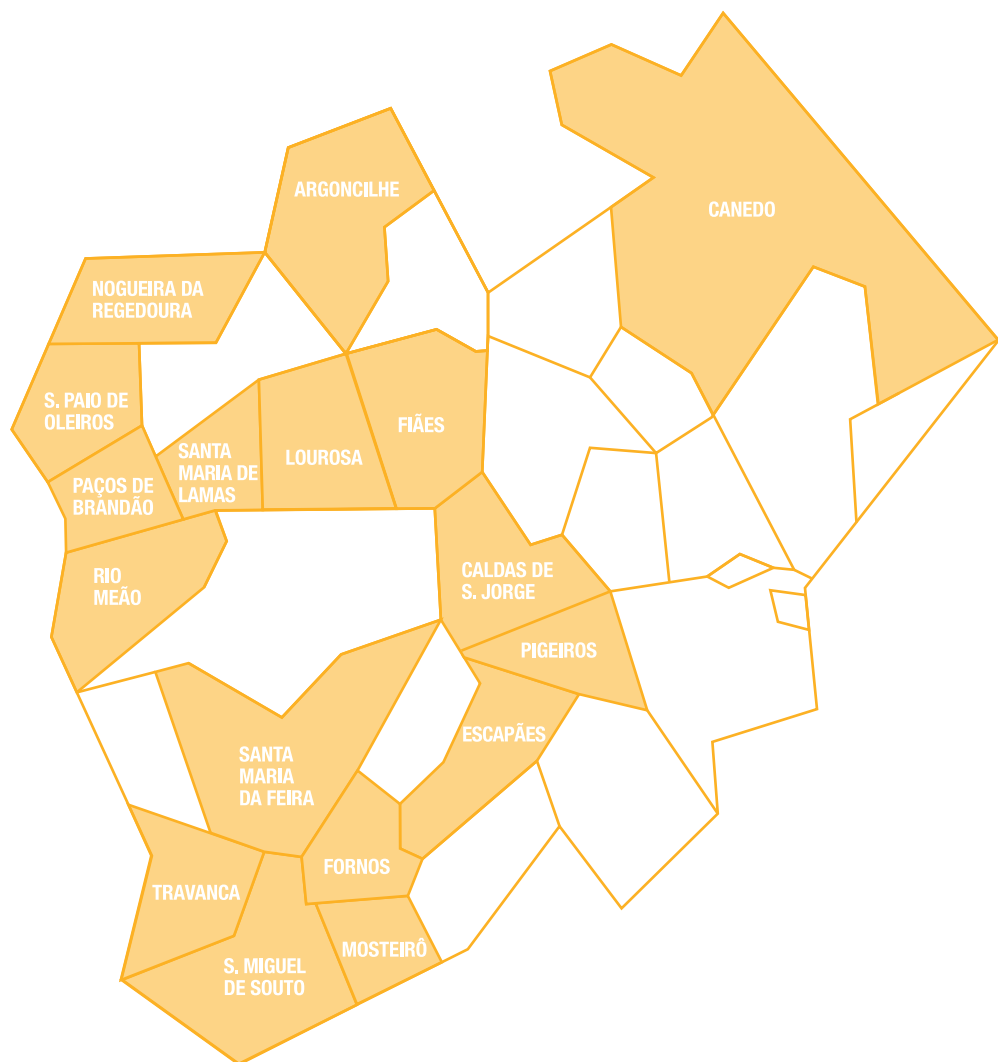 ARGONCILHE
CANEDO
NOGUEIRA DA
REGEDOURA
S. PAIO DE
OLEIROS
FIÃES
SANTA
MARIA DE
LAMAS
LOUROSA
PAÇOS DE
BRANDÃO
RIO
MEÃO
CALDAS DE
S. JORGE
PIGEIROS
ESCAPÃES
SANTA
MARIA
DA FEIRA
FORNOS
TRAVANCA
MOSTEIRÔ
S. MIGUEL
DE SOUTO